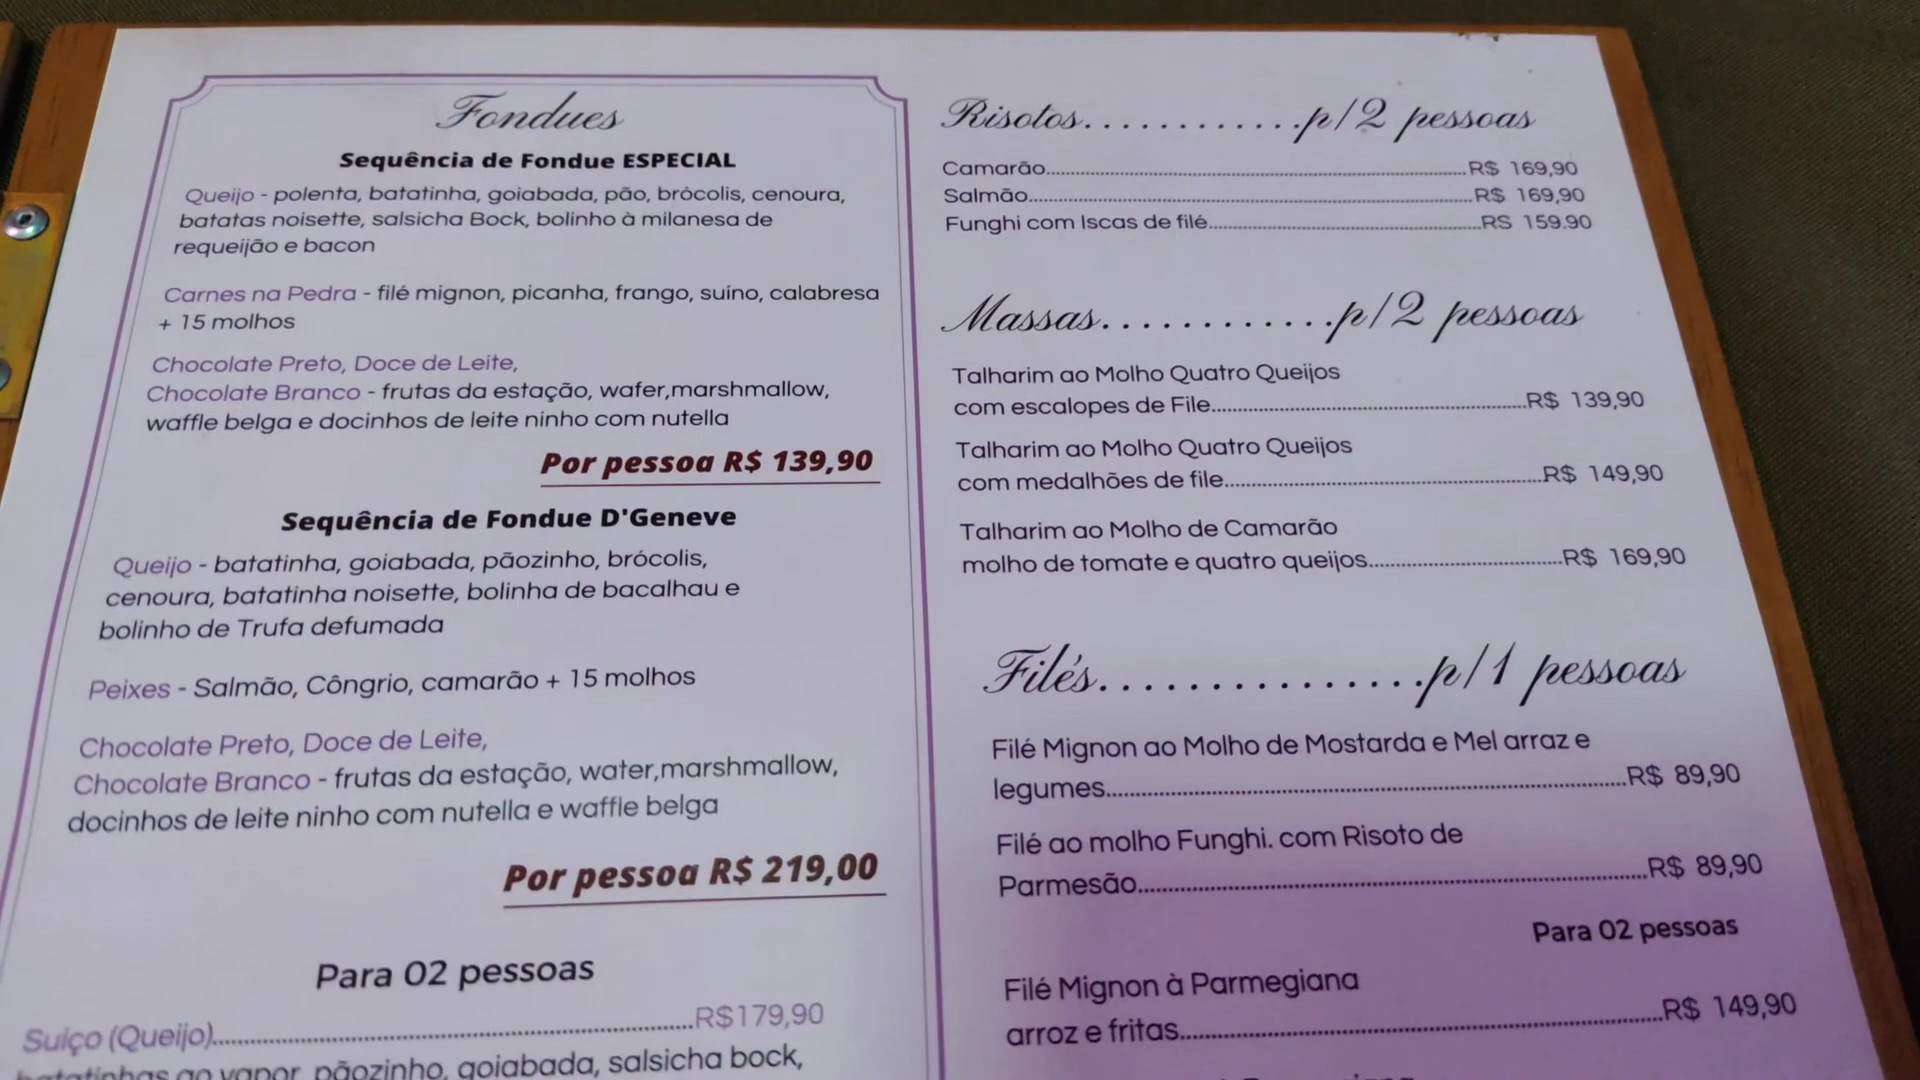 Fondues
Sequência de Fondue ESPECIAL
Queijo - polenta, batatinha, goiabada, pão, brócolis, cenoura,
batatas noisette, salsicha Bock, bolinho à milanesa de
requeijão e bacon
Carnes na Pedra - filé mignon, picanha, frango, suíno, calabresa
+ 15 molhos
Chocolate Preto, Doce de Leite,
Chocolate Branco - frutas da estação, wafer,marshmallow,
waffle belga e docinhos de leite ninho com nutella
Por pessoa R$ 139,90
Sequência de Fondue D'Geneve
Queijo - batatinha, goiabada, pãozinho, brócolis,
cenoura, batatinha noisette, bolinha de bacalhau e
bolinho de Trufa defumada
Peixes - Salmão, Côngrio, camarão + 15 molhos
Chocolate Preto, Doce de Leite,
Chocolate Branco - frutas da estação, water,marshmallow,
docinhos de leite ninho com nutella e waffle belga
Por pessoa R$ 219,00
Para 02 pessoas
Suiço (Queijo)....................R$179,90
batatinhas ao vapor, pãozinho, goiabada, salsicha bock,
Risotos.............p/2 pessoas
Camarão....................R$ 169,90
Salmão....................R$ 169,90
Funghi com Iscas de filé....................RS 159.90
Massas.............p/2 pessoas
Talharim ao Molho Quatro Queijos
com escalopes de File....................R$ 139,90
Talharim ao Molho Quatro Queijos
com medalhões de file....................R$ 149,90
Talharim ao Molho de Camarão
molho de tomate e quatro queijos....................R$ 169,90
Filés................p/1 pessoas
Filé Mignon ao Molho de Mostarda e Mel arraz e
legumes....................R$ 89,90
Filé ao molho Funghi. com Risoto de
Parmesão....................R$ 89,90
Para 02 pessoas
Filé Mignon à Parmegiana
arroz e fritas....................R$ 149,90